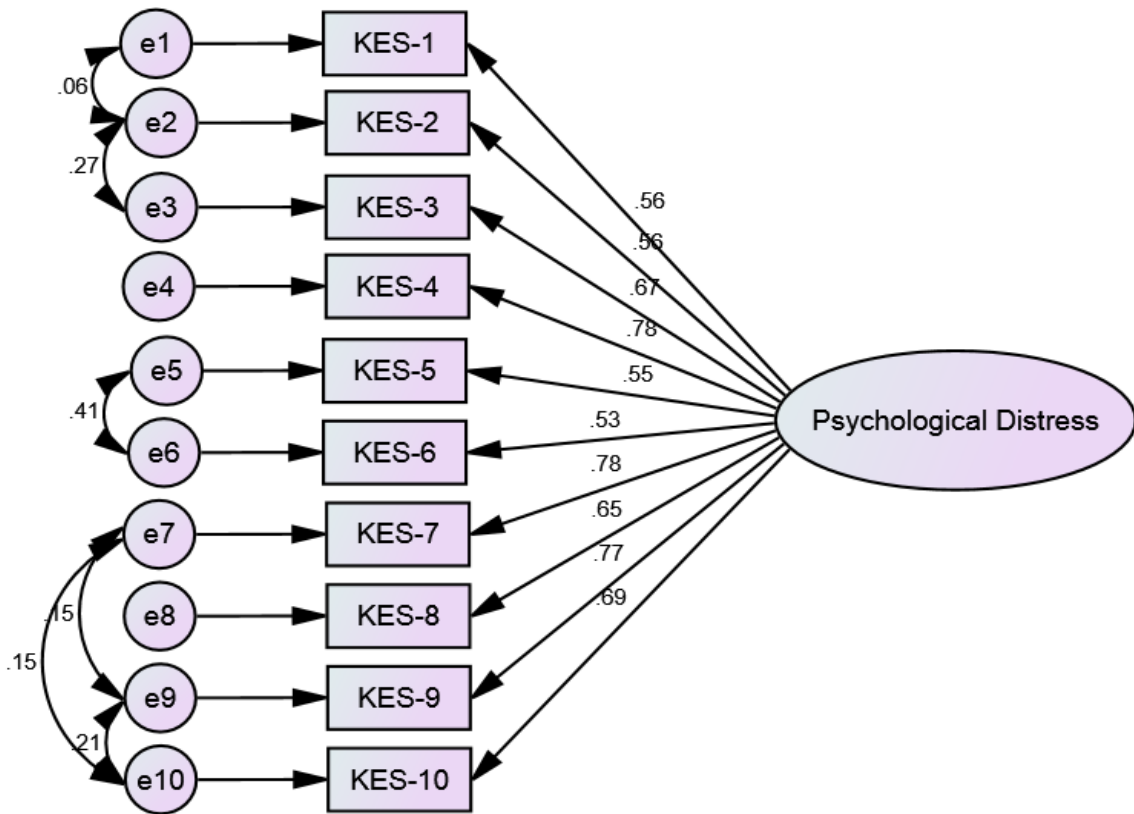 e1
KES-1
.06
e2
KES-2
.27
e3
KES-3
e4
KES-4
e5
KES-5
.41
e6
KES-6
e7
KES-7
e8
KES-8
.15
.15
e9
KES-9
.21
e10
KES-10
.56
.56
.67
.78
.55
.53
.78
.65
.77
.69
Psychological Distress